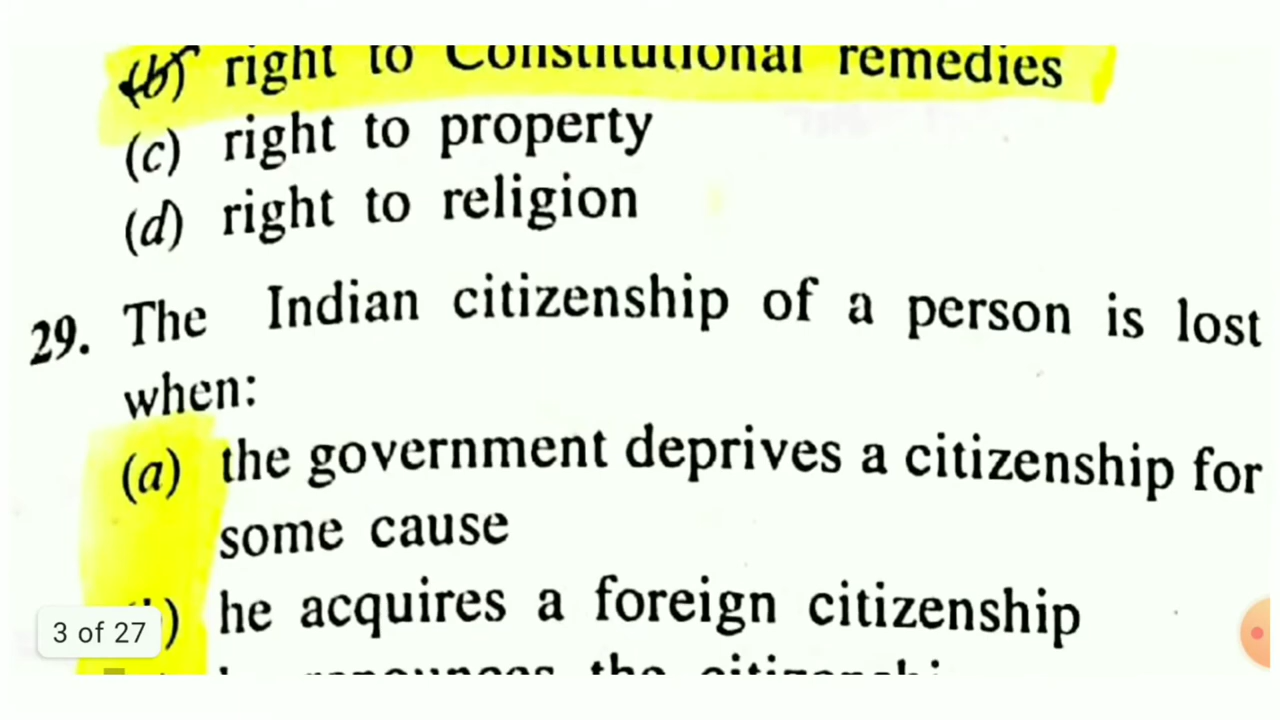 (b) right to Constitutional remedies
(c) right to property
(d) right to religion
29. The Indian citizenship of a person is lost
when:
(a) the government deprives a citizenship for
some cause
) he acquires a foreign citizenship
3 of 27
the